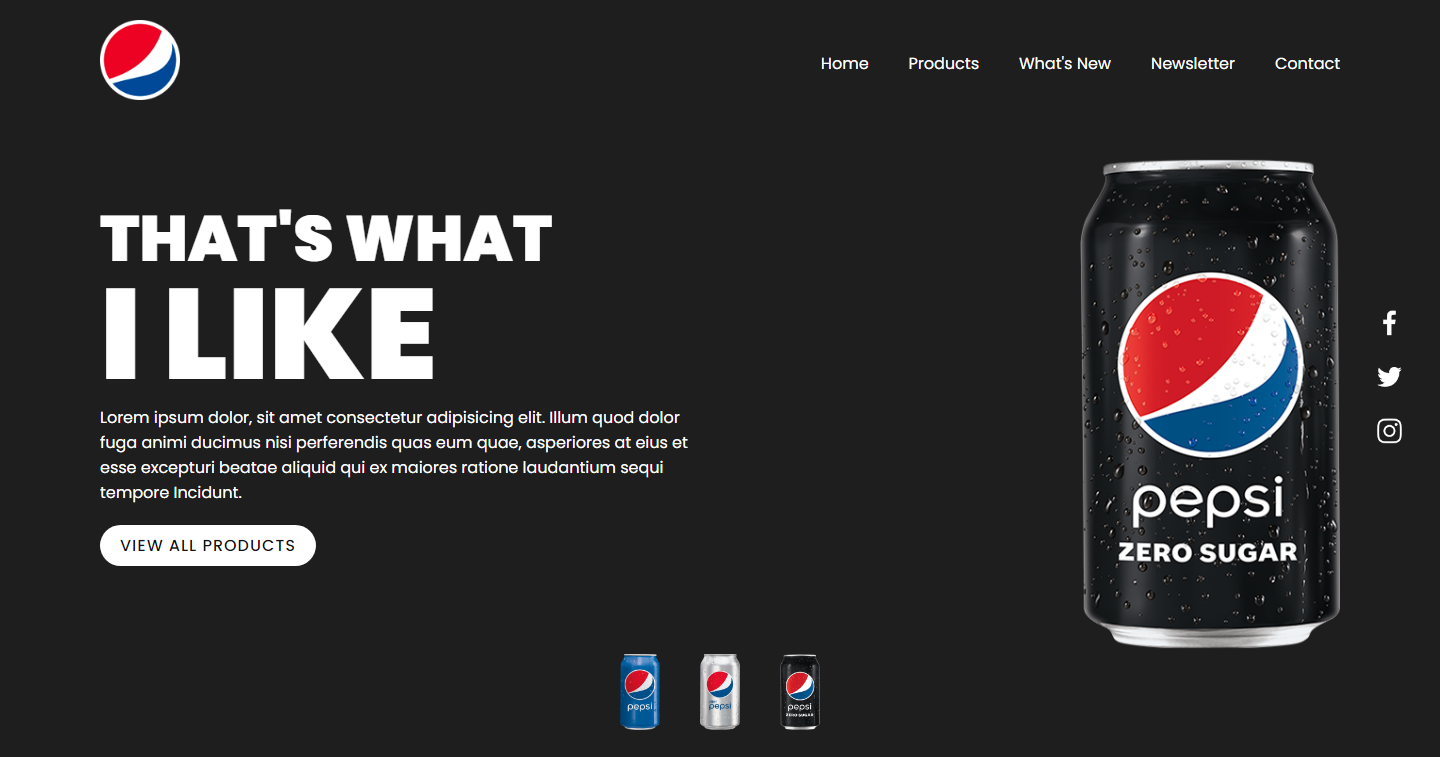 Home Products What's New Newsletter Contact
THAT'S WHAT
I LIKE
Lorem ipsum dolor, sit amet consectetur adipisicing elit. Illum quod dolor
fuga animi ducimus nisi perferendis quas eum quae, asperiores at eius et
esse excepturi beatae aliquid qui ex maiores ratione laudantium sequi
tempore Incidunt.
VIEW ALL PRODUCTS
pepsi
ZERO SUGAR
pepsi
pepsi
pepsi
ZERO SUGAR